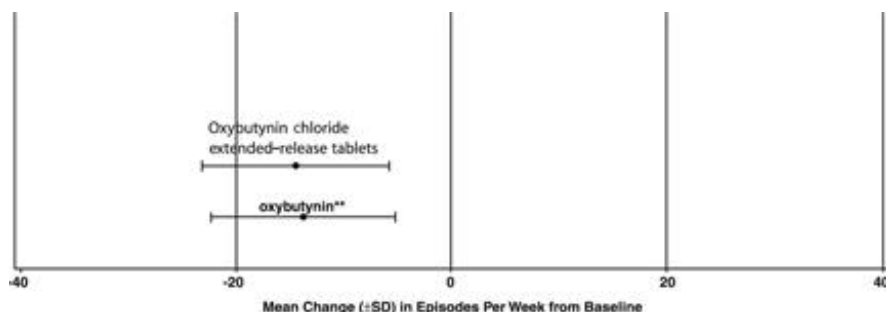 Oxybutynin chloride
extended-release tablets
oxybutynin**
-40 -20 0 20 40
Mean Change (±SD) in Episodes Per Week from Baseline